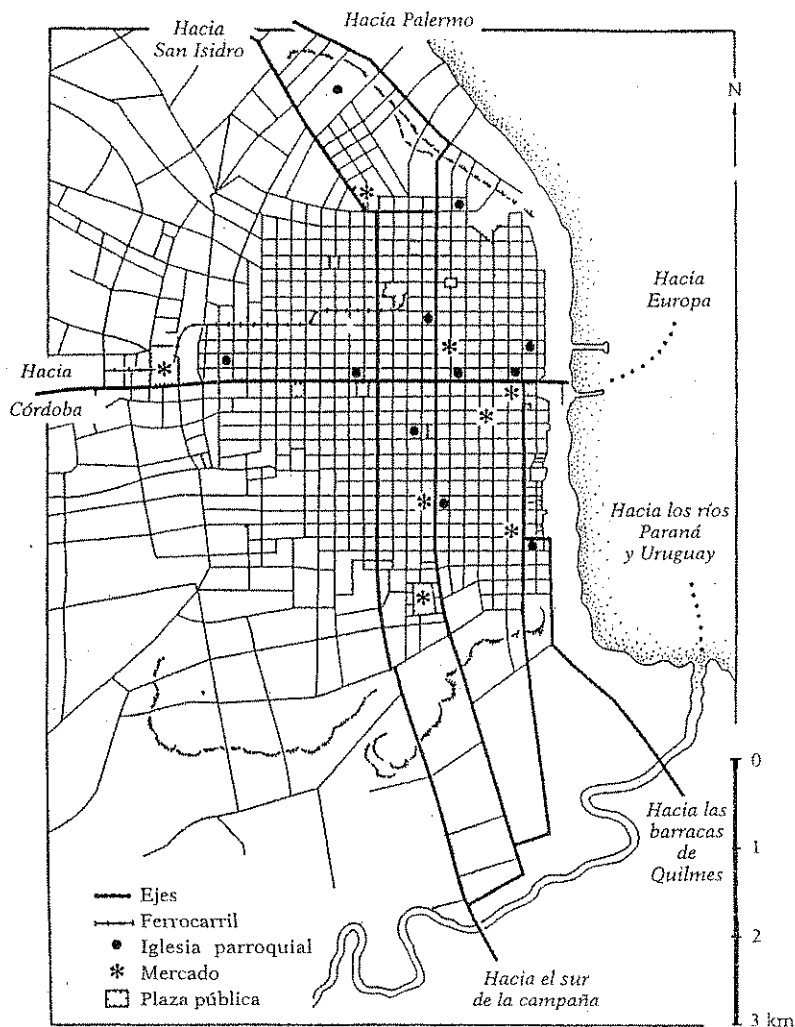 Hacia
San Isidro
Hacia Palermo
N
Hacia
Europa
Hacia
Córdoba
Hacia los ríos
Paraná
y Uruguay
0
1
2
3 km
Hacia las
barracas
de
Quilmes
Ejes
Ferrocarril
Iglesia parroquial
Mercado
Plaza pública
Hacia el sur
de la campaña